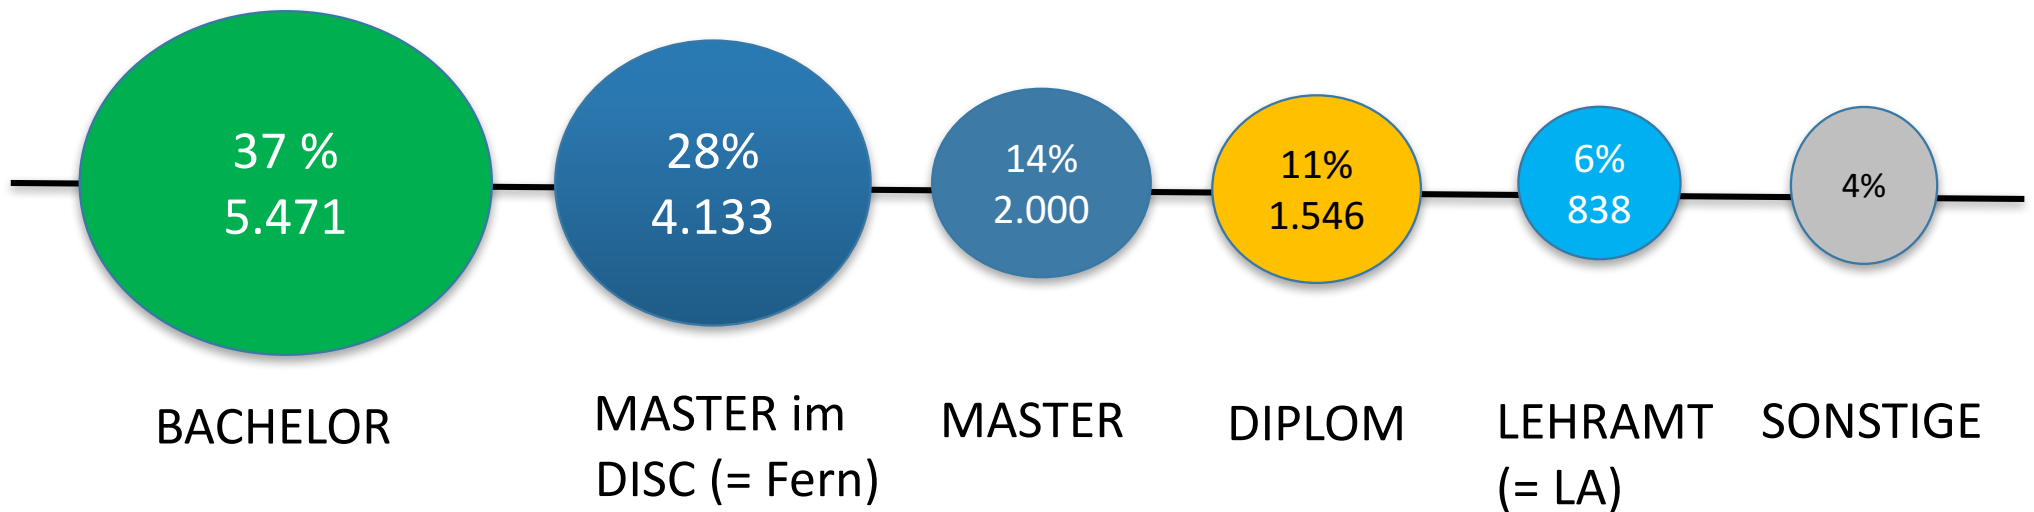 37 %
5.471
28%
4.133
14%
2.000
11%
1.546
6%
838
4%
BACHELOR
MASTER im
DISC (= Fern)
MASTER
DIPLOM
LEHRAMT
(= LA)
SONSTIGE